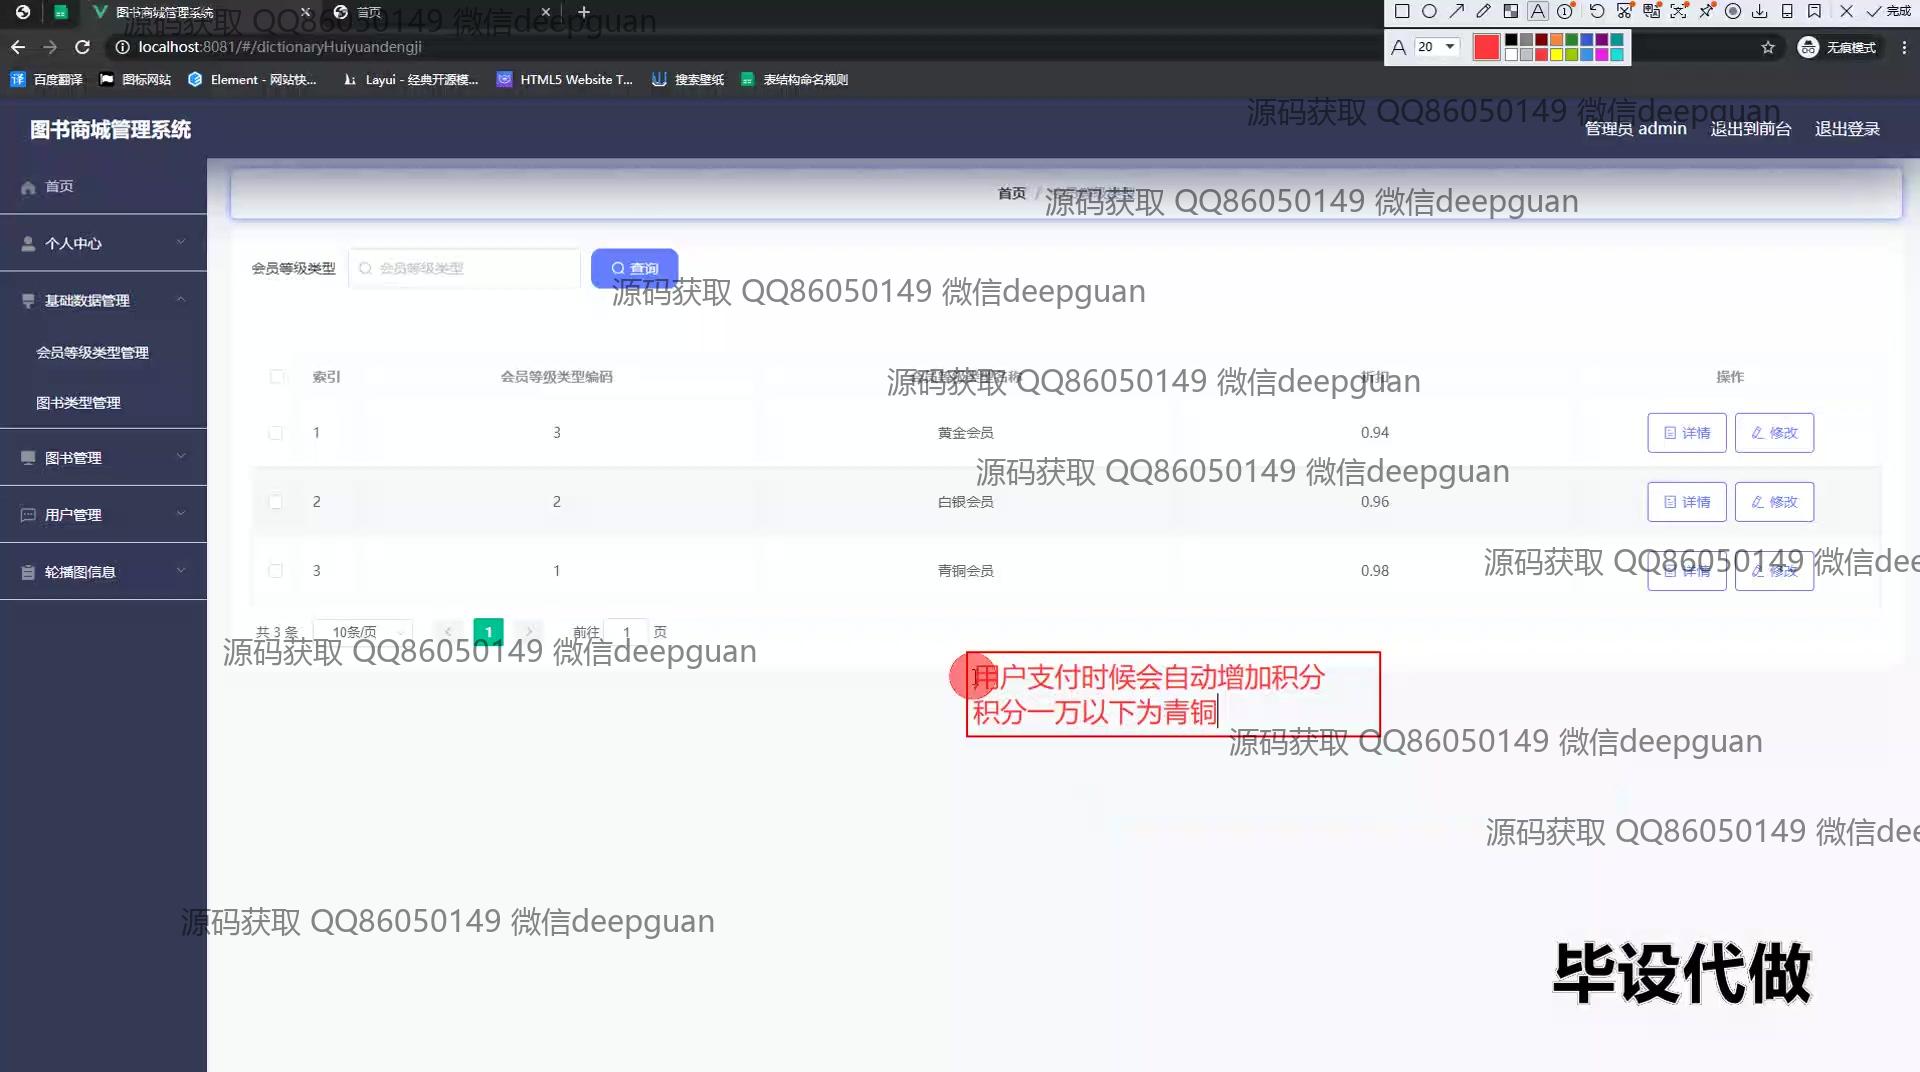 图书商城管理系统
首页
20
完成
localhost:8081/#/dictionaryHuiyuandengji
无痕模式
百度翻译
图标网站
Element - 网站快...
Layui - 经典开源模...
HTML5 Website T...
搜索壁纸
表结构命名规则
源码获取 QQ86050149 微信deepguan
图书商城管理系统
管理员 admin
退出到前台
退出登录
源码获取 QQ86050149 微信deepguan
首页
个人中心
基础数据管理
会员等级类型管理
图书类型管理
图书管理
用户管理
轮播图信息
首页 / 会员等级类型
源码获取 QQ86050149 微信deepguan
会员等级类型
会员等级类型
查询
源码获取 QQ86050149 微信deepguan
索引 会员等级类型编码 会员等级类型名称 折扣 操作
源码获取 QQ86050149 微信deepguan
1 3 黄金会员 0.94 详情 修改
源码获取 QQ86050149 微信deepguan
2 2 白银会员 0.96 详情 修改
3 1 青铜会员 0.98 详情 修改
源码获取 QQ86050149 微信dee
共 3 条 10条/页 1 前往 1 页
源码获取 QQ86050149 微信deepguan
用户支付时候会自动增加积分
积分一万以下为青铜
源码获取 QQ86050149 微信deepguan
源码获取 QQ86050149 微信dee
源码获取 QQ86050149 微信deepguan
毕设代做